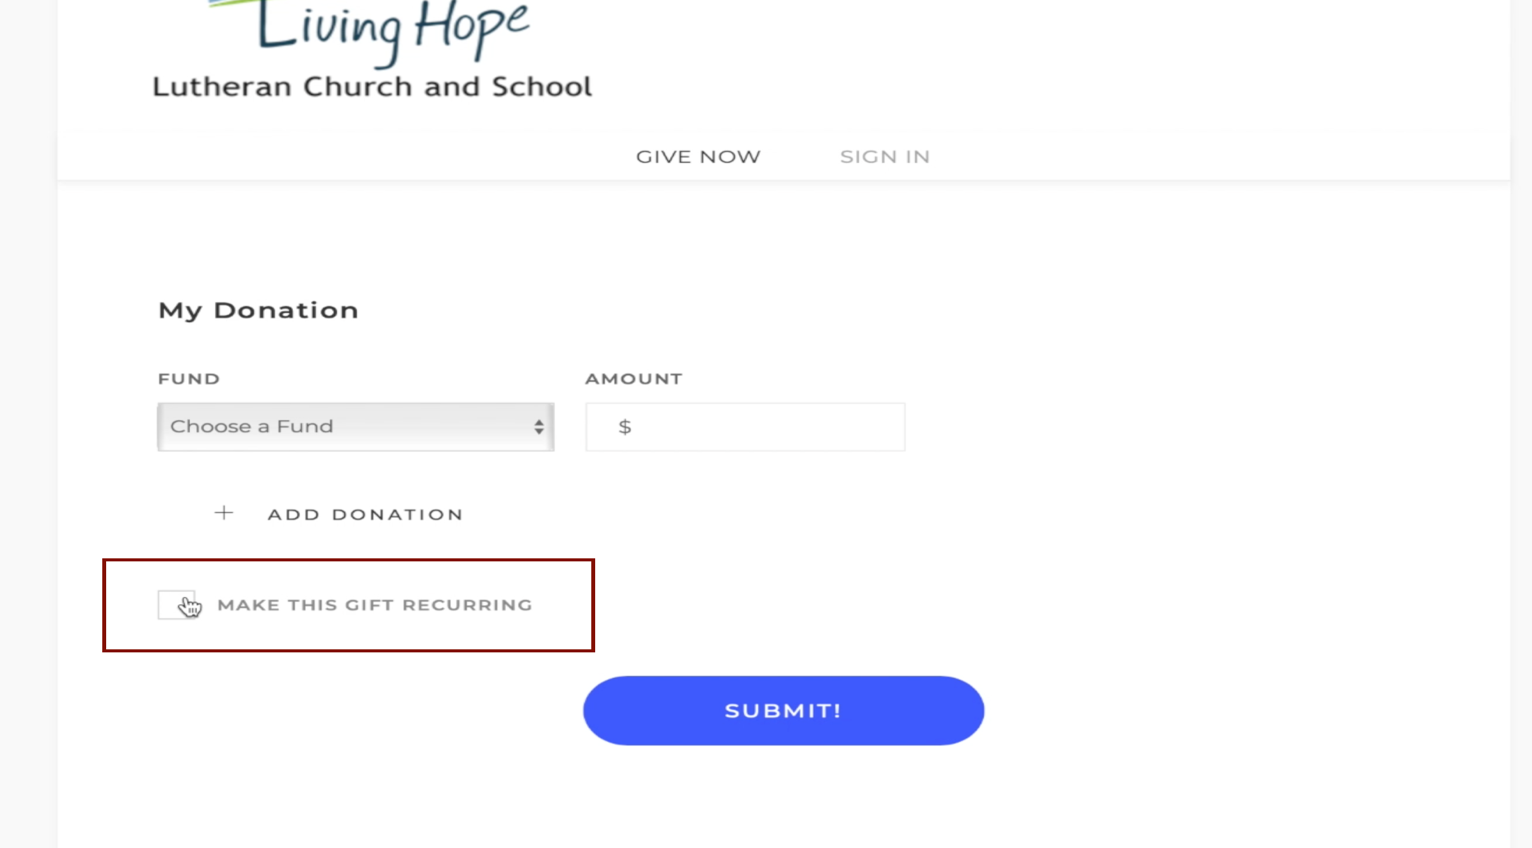 Living Hope
Lutheran Church and School
GIVE NOW SIGN IN
My Donation
FUND AMOUNT
Choose a Fund $
+ ADD DONATION
MAKE THIS GIFT RECURRING
SUBMIT!